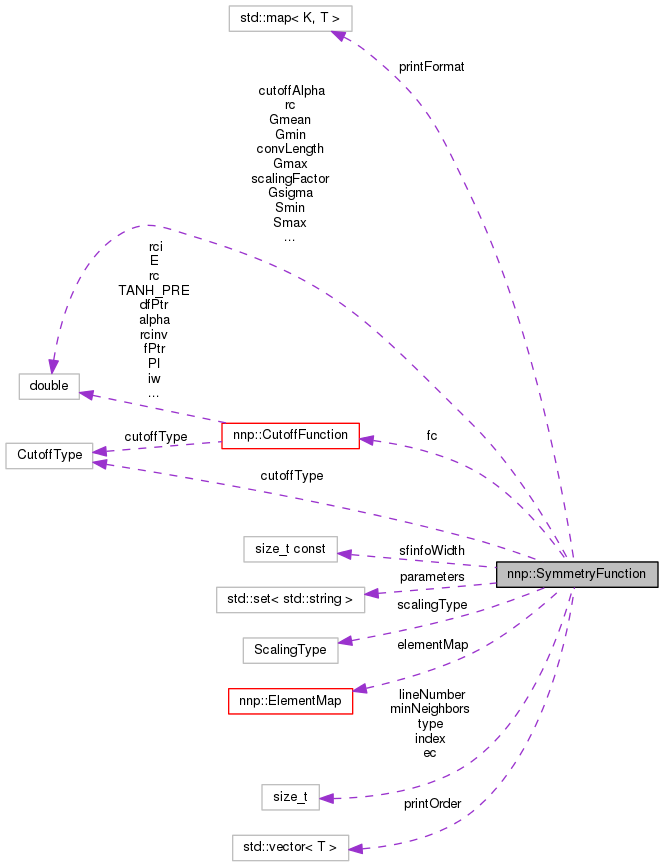 std::map< K, T >
printFormat
cutoffAlpha
rc
Gmean
Gmin
convLength
Gmax
scalingFactor
Gsigma
Smin
Smax
...
rci
E
rc
TANH_PRE
dfPtr
alpha
rcinv
fPtr
PI
iw
...
double
nnp::CutoffFunction
cutoffType
fc
CutoffType
cutoffType
size_t const
sfinfoWidth
nnp::SymmetryFunction
parameters
std::set< std::string >
scalingType
ScalingType
elementMap
nnp::ElementMap
lineNumber
minNeighbors
type
index
ec
size_t
printOrder
std::vector< T >